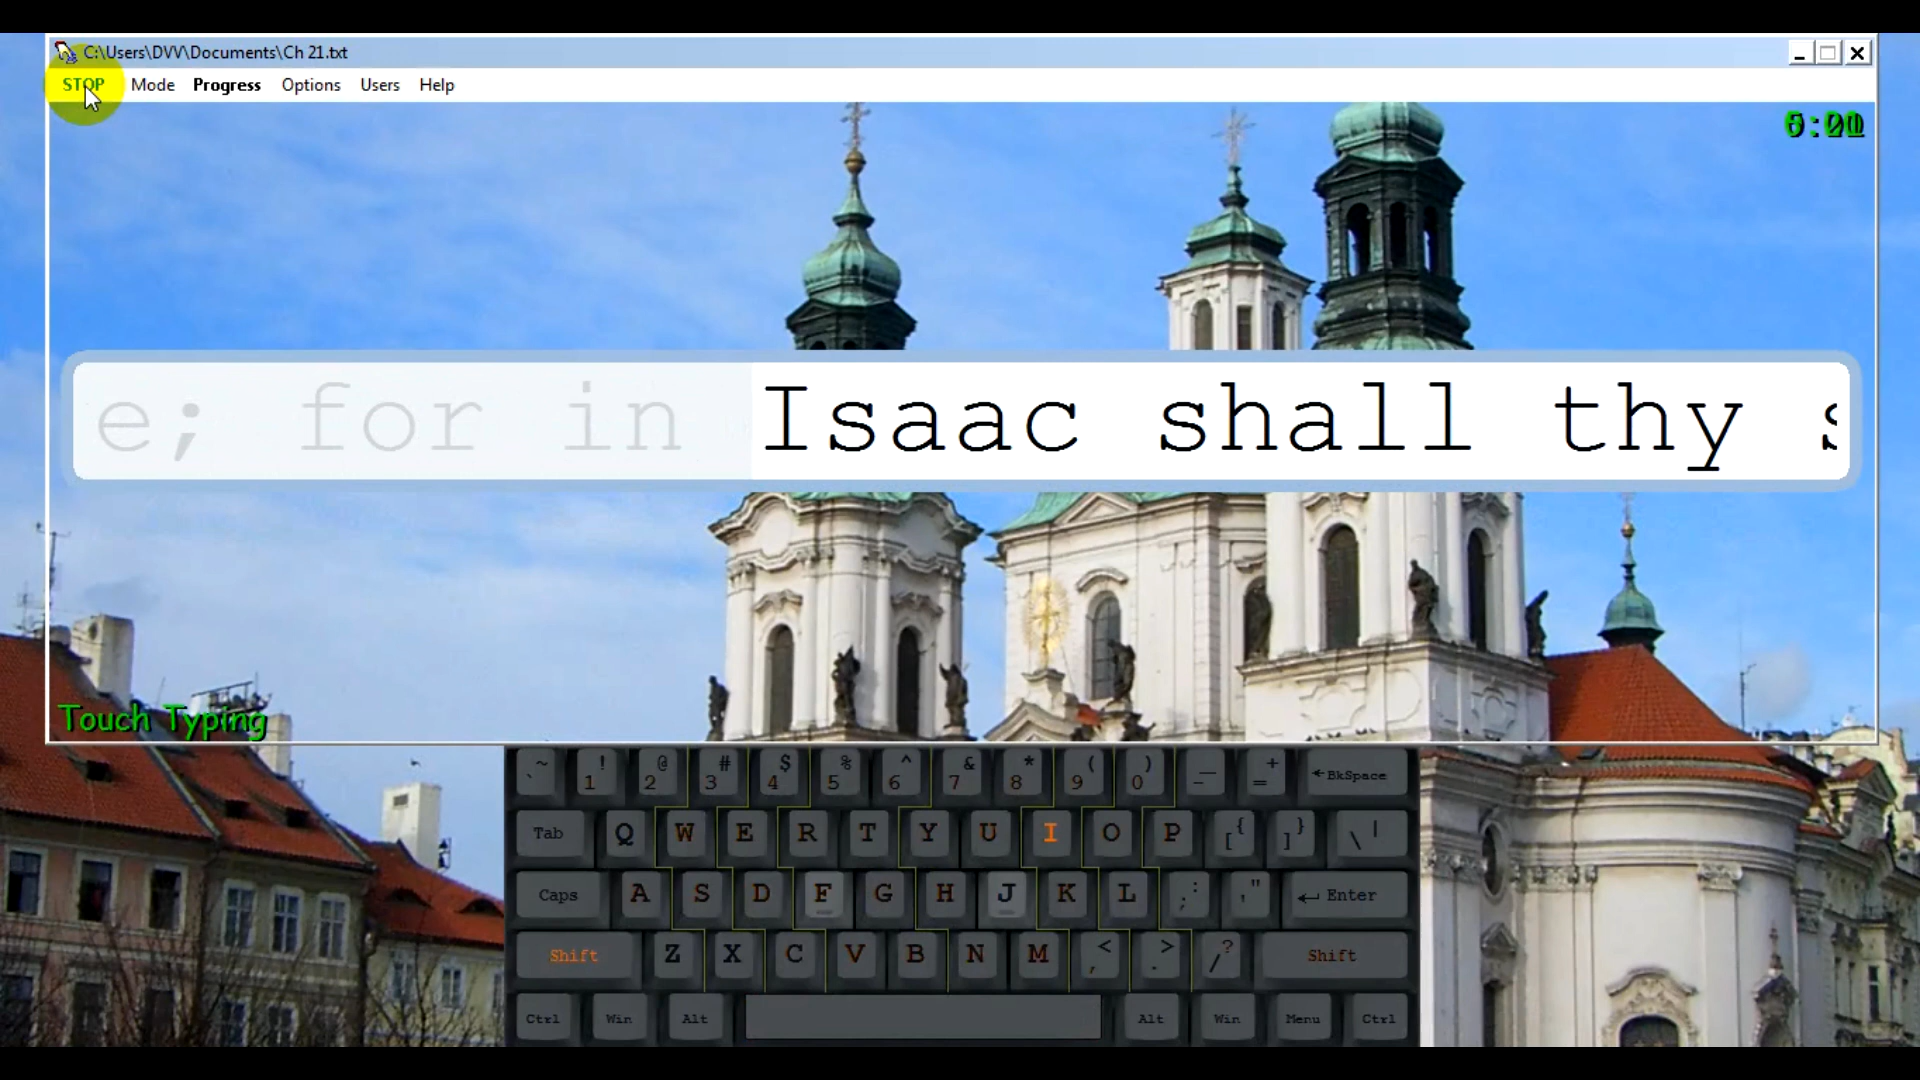 C:\Users\DVV\Documents\Ch 21.txt
STOP Mode Progress Options Users Help
e; for in Isaac shall thy s
Touch Typing
` ~ 1 ! 2 @ 3 # 4 $ 5 % 6 ^ 7 & 8 * 9 ( 0 ) - _ = + ←BkSpace
Tab Q W E R T Y U I O P [ { ] } \ |
Caps A S D F G H J K L ; : ' " ↵ Enter
Shift Z X C V B N M , < . > / ? Shift
Ctrl Win Alt Alt Win Menu Ctrl